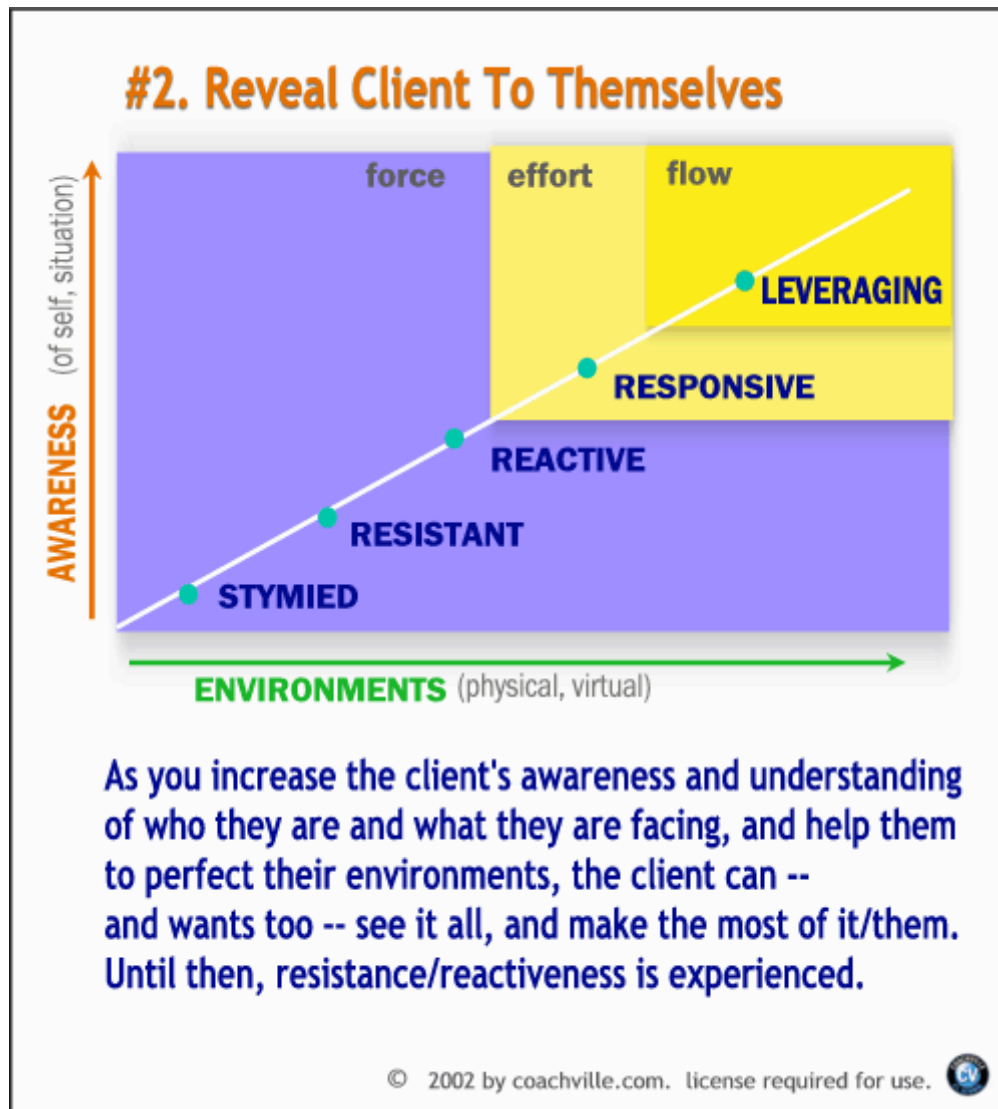 #2. Reveal Client To Themselves
force effort flow
AWARENESS (of self, situation)
LEVERAGING
RESPONSIVE
REACTIVE
RESISTANT
STYMIED
ENVIRONMENTS (physical, virtual)
As you increase the client's awareness and understanding
of who they are and what they are facing, and help them
to perfect their environments, the client can --
and wants too -- see it all, and make the most of it/them.
Until then, resistance/reactiveness is experienced.
© 2002 by coachville.com. license required for use.
CV